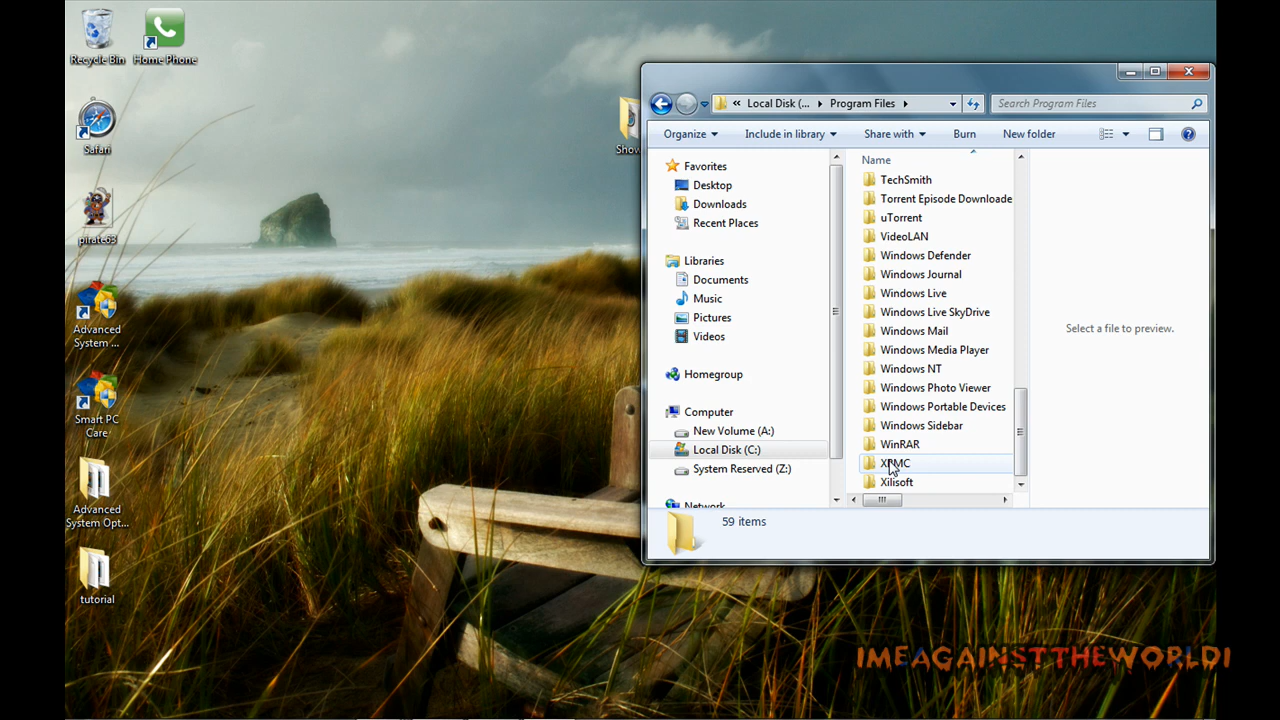 Recycle Bin
Home Phone
Safari
pirate63
Advanced
System ...
Smart PC
Care
Advanced
System Opt...
tutorial
Show
« Local Disk (... ▸ Program Files ▸
Search Program Files
Organize
Include in library
Share with
Burn
New folder
Favorites
Desktop
Downloads
Recent Places
Libraries
Documents
Music
Pictures
Videos
Homegroup
Computer
New Volume (A:)
Local Disk (C:)
System Reserved (Z:)
Network
Name
TechSmith
Torrent Episode Downloade
uTorrent
VideoLAN
Windows Defender
Windows Journal
Windows Live
Windows Live SkyDrive
Windows Mail
Windows Media Player
Windows NT
Windows Photo Viewer
Windows Portable Devices
Windows Sidebar
WinRAR
Xilisoft
Select a file to preview.
59 items
IMEAGAINSTTHEWORLDI